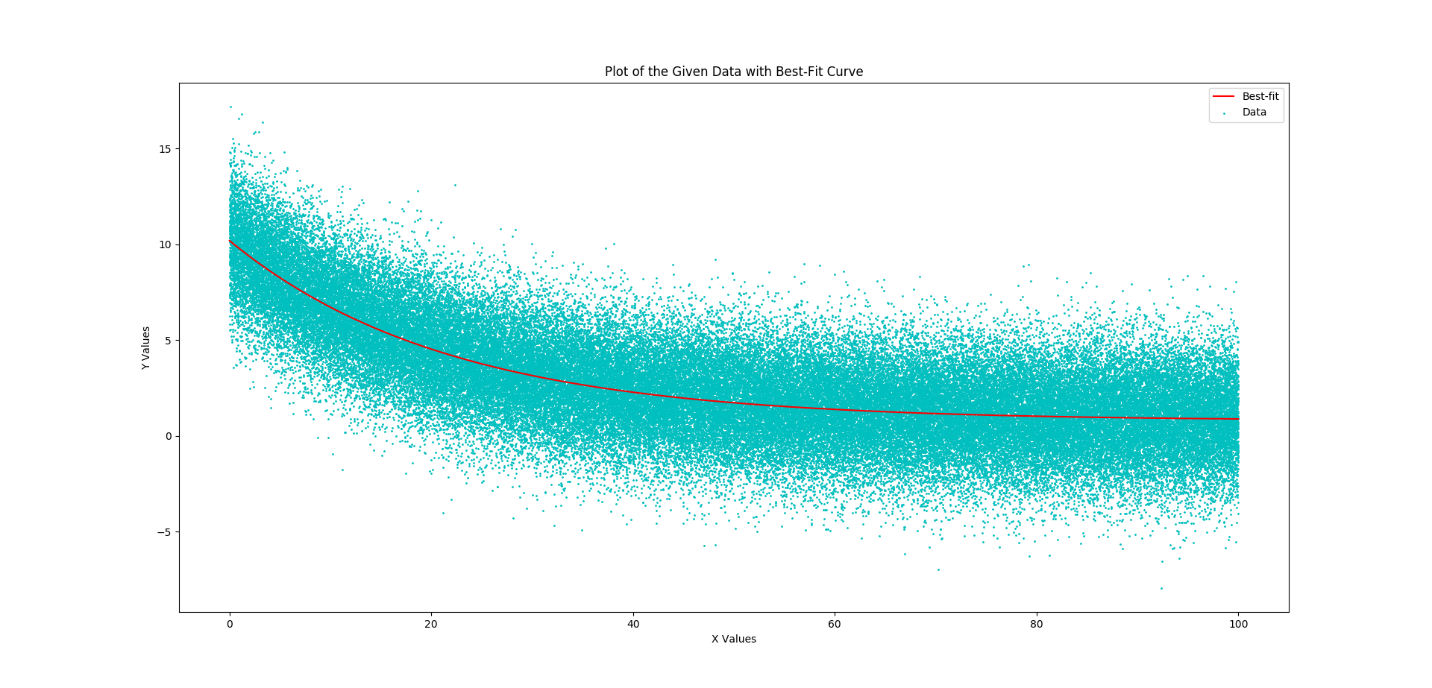 Plot of the Given Data with Best-Fit Curve
Best-fit
Data
15
10
5
0
−5
Y Values
0 20 40 60 80 100
X Values